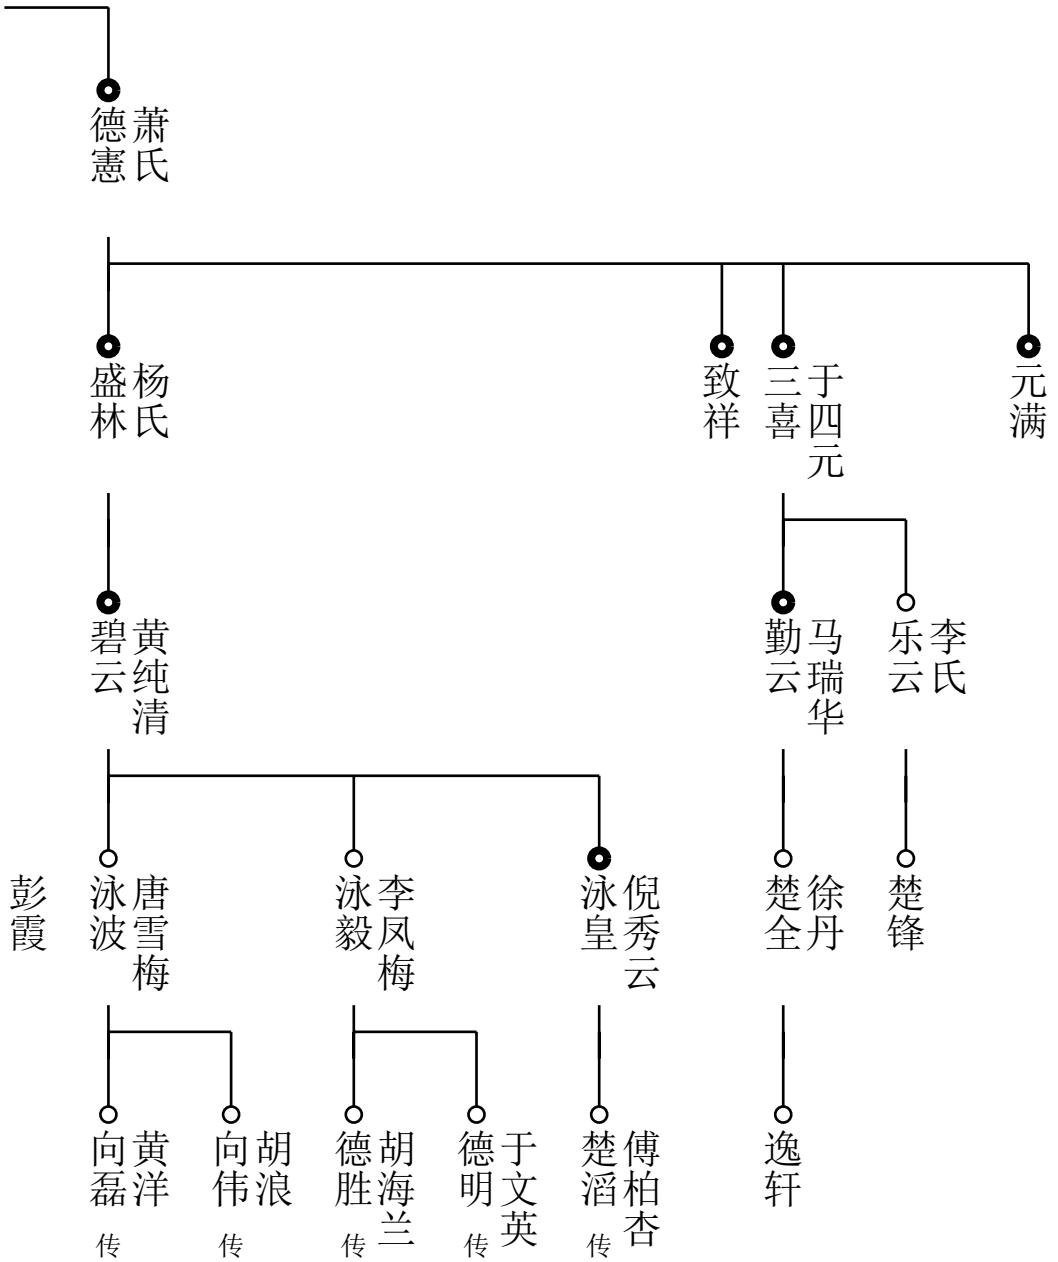 德憲
萧氏
盛林
杨氏
致祥
三喜
于四元
元满
碧云
黄纯清
勤云
马瑞华
乐云
李氏
彭霞
泳波
唐雪梅
泳毅
李凤梅
泳皇
倪秀云
楚全
徐丹
楚锋
向磊
黄洋
向伟
胡浪
德胜
胡海兰
德明
于文英
楚滔
傅柏杏
逸轩
传
传
传
传
传